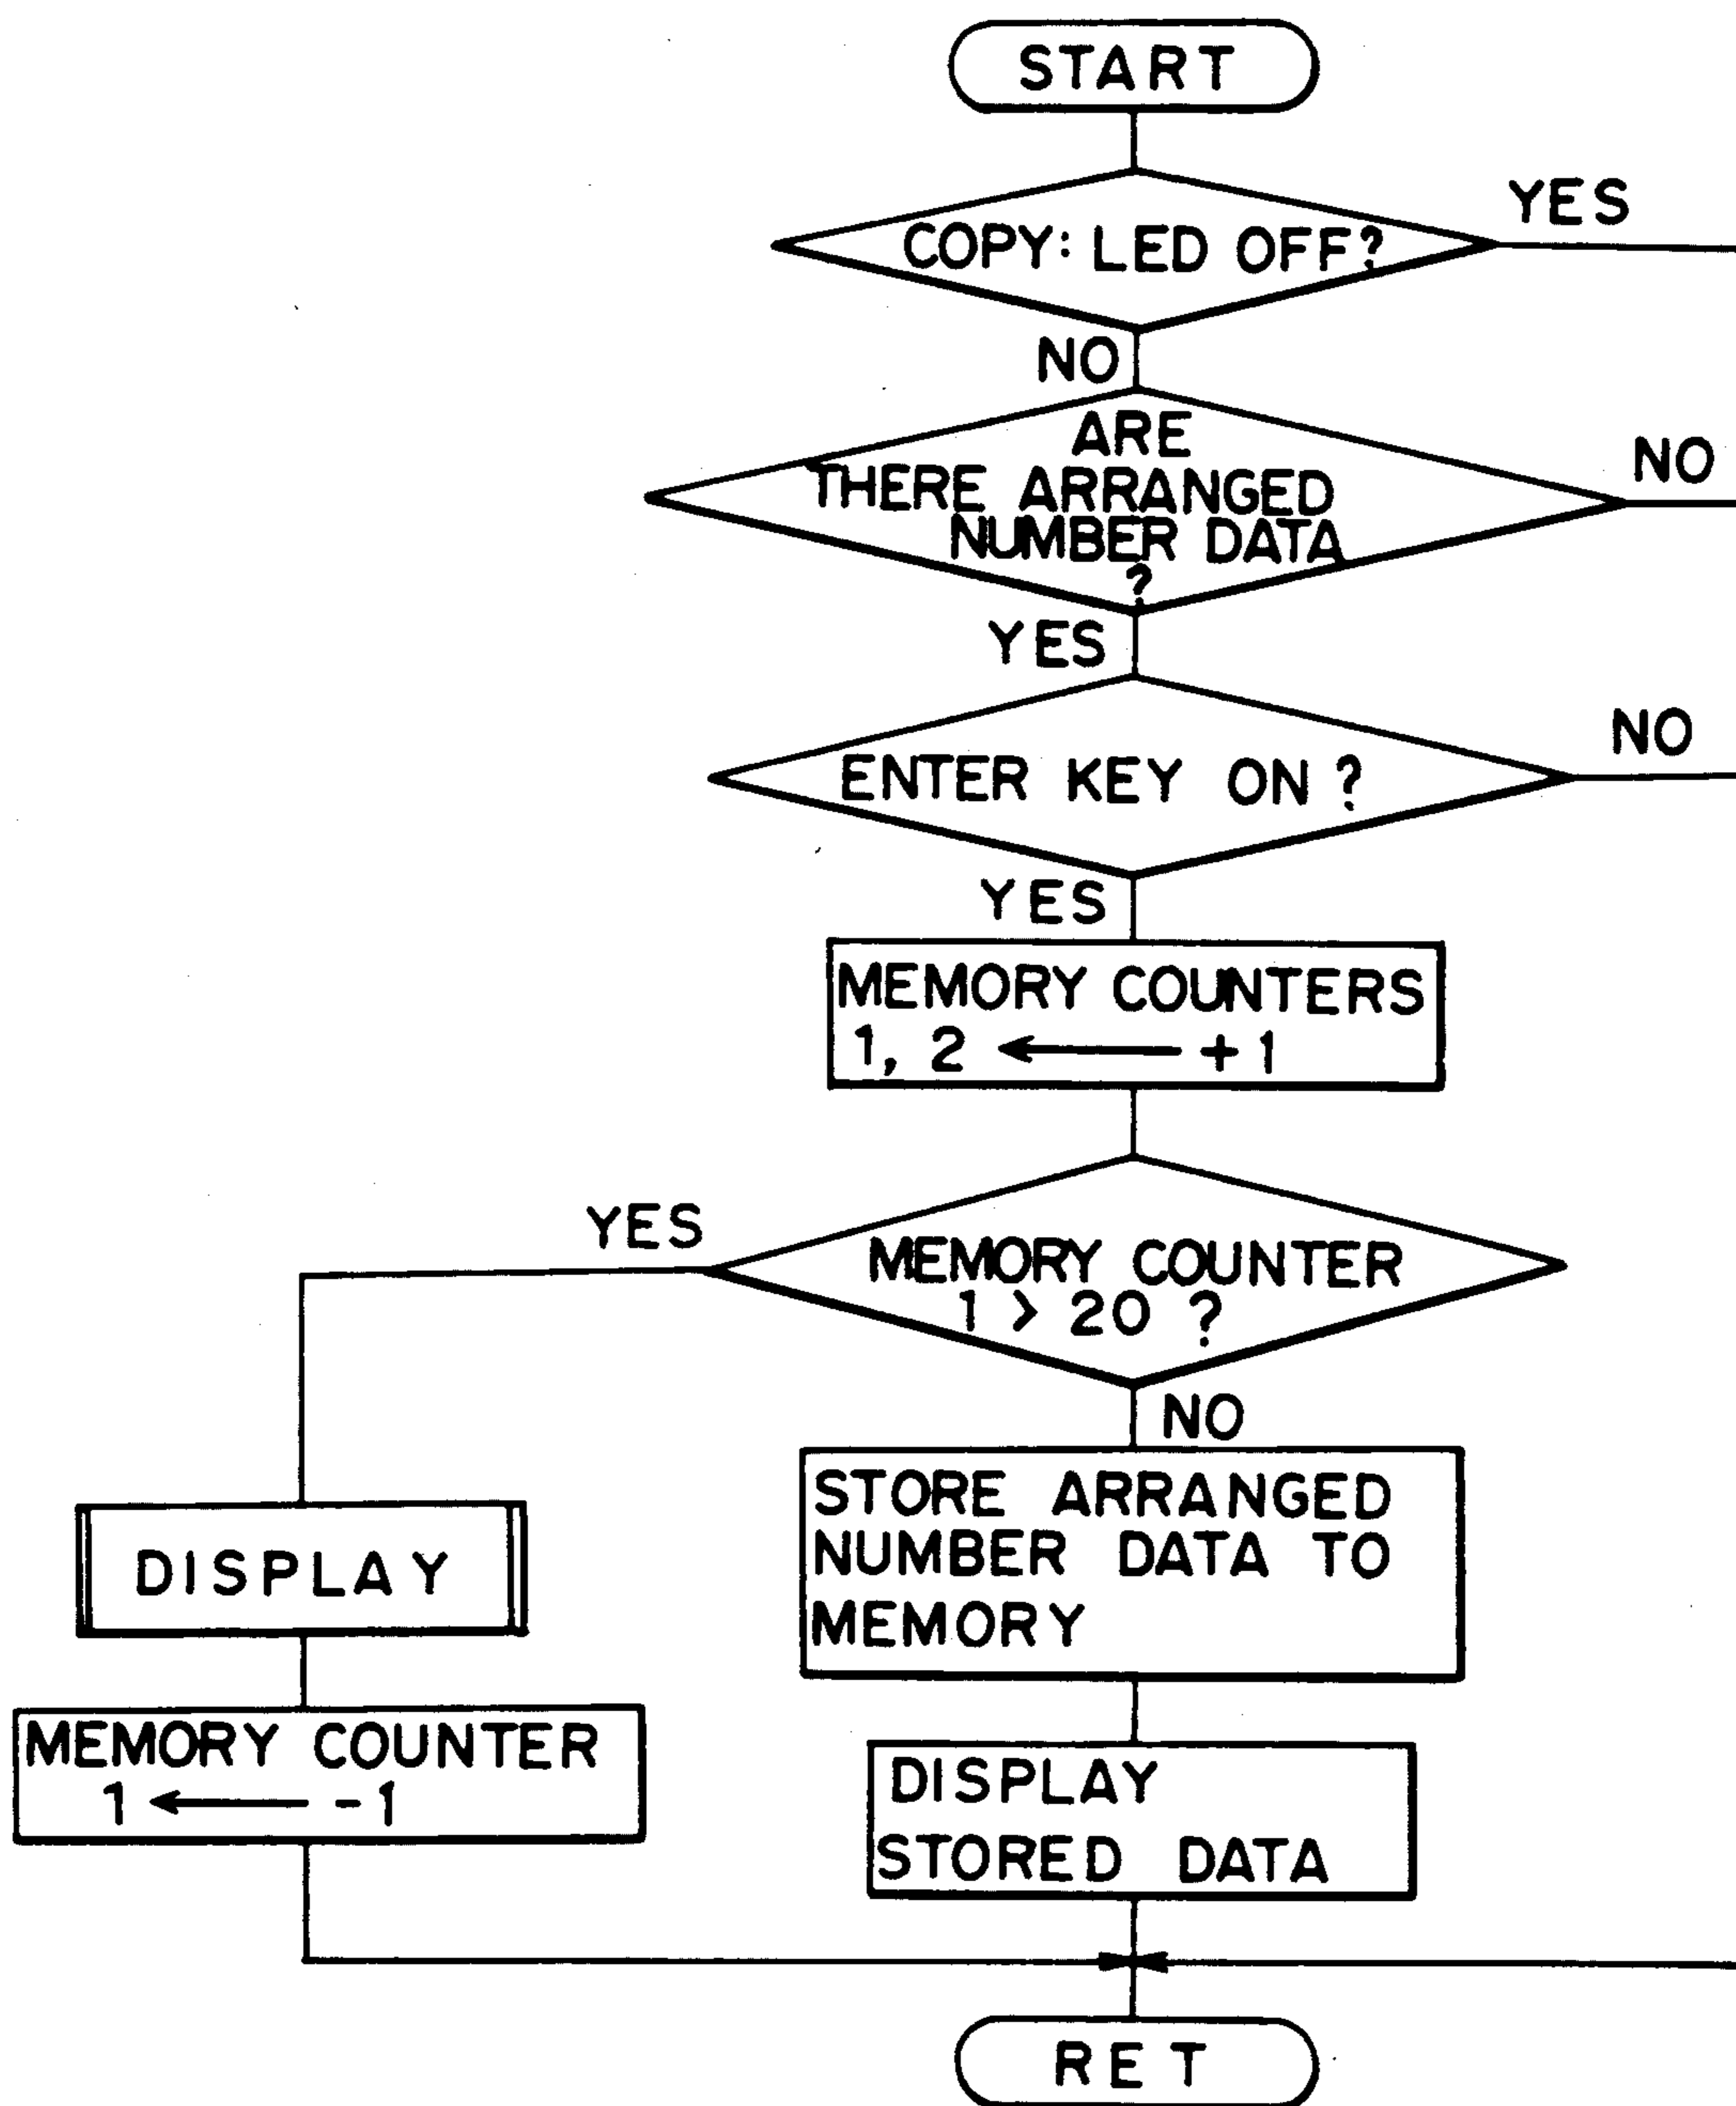 START
COPY: LED OFF?
YES
NO
ARE
THERE ARRANGED
NUMBER DATA
?
NO
YES
ENTER KEY ON ?
NO
YES
MEMORY COUNTERS
1, 2 ← +1
MEMORY COUNTER
1 > 20 ?
YES
NO
STORE ARRANGED
NUMBER DATA TO
MEMORY
DISPLAY
MEMORY COUNTER
1 ← -1
DISPLAY
STORED DATA
RET